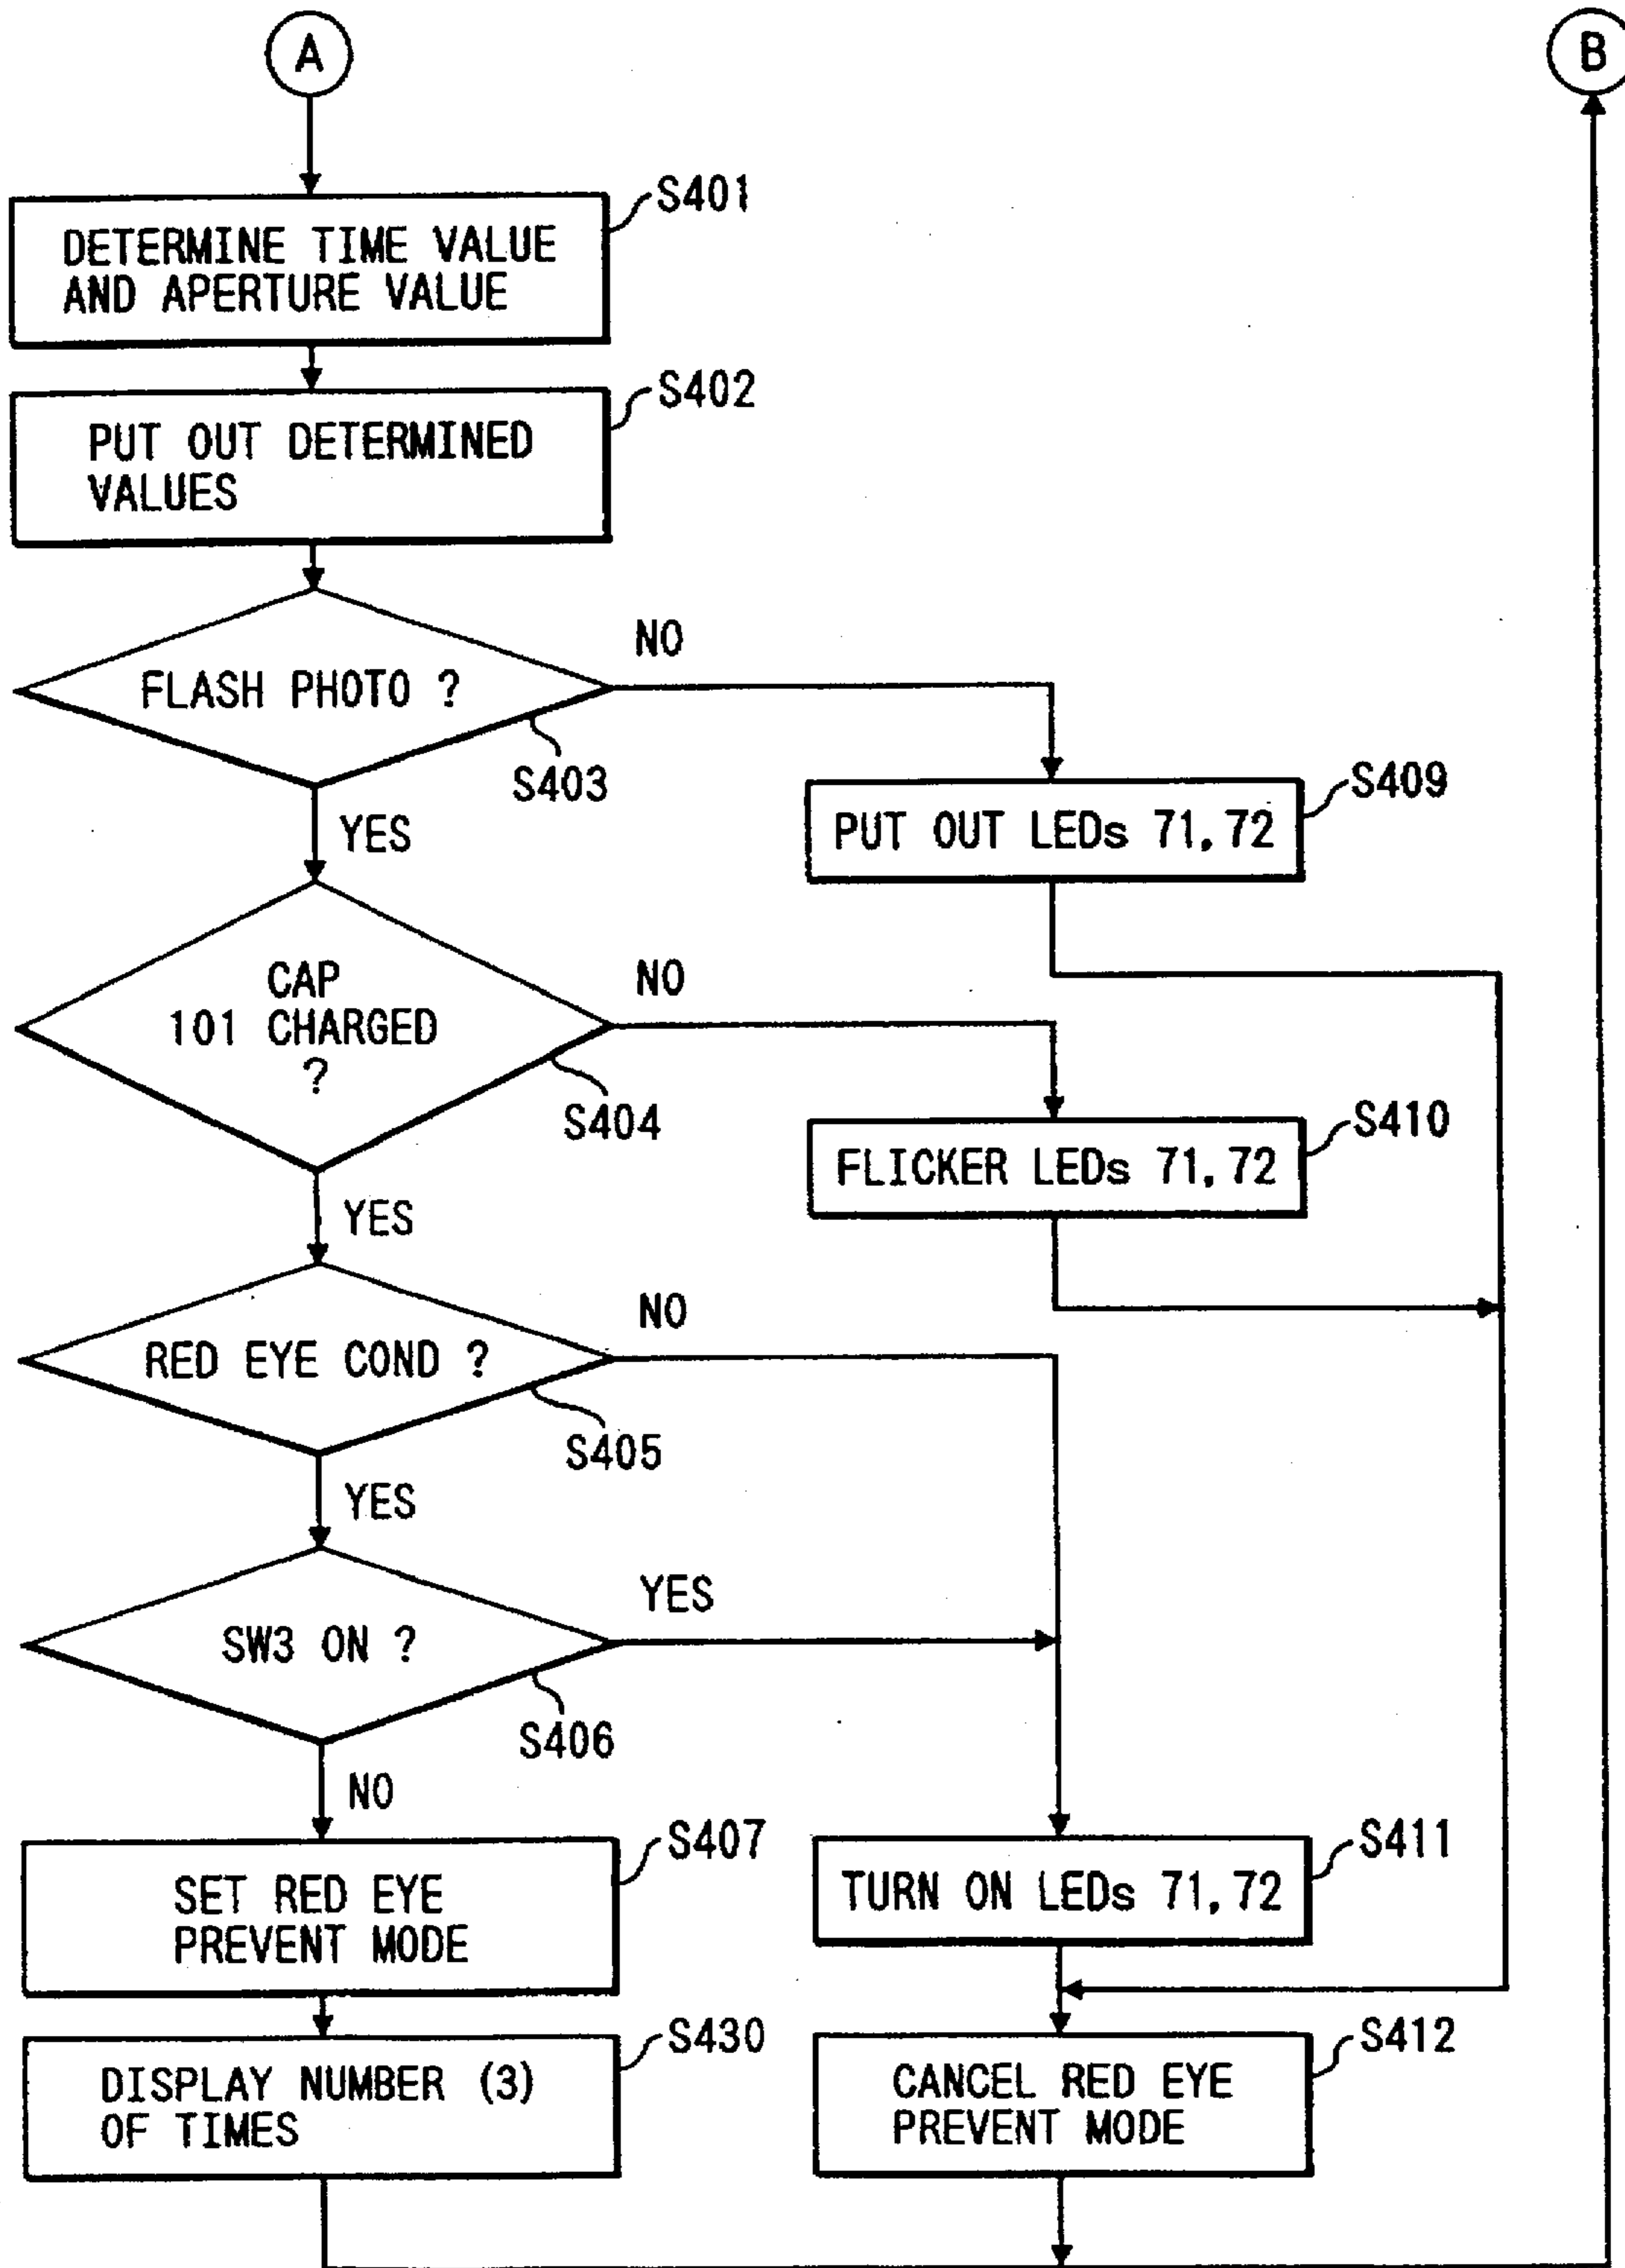 A
B
S401
DETERMINE TIME VALUE
AND APERTURE VALUE
S402
PUT OUT DETERMINED
VALUES
FLASH PHOTO ?
NO
S403
YES
S409
PUT OUT LEDs 71, 72
CAP
101 CHARGED
?
NO
S404
YES
S410
FLICKER LEDs 71, 72
RED EYE COND ?
NO
S405
YES
SW3 ON ?
YES
S406
NO
S407
SET RED EYE
PREVENT MODE
S411
TURN ON LEDs 71, 72
S430
DISPLAY NUMBER (3)
OF TIMES
S412
CANCEL RED EYE
PREVENT MODE